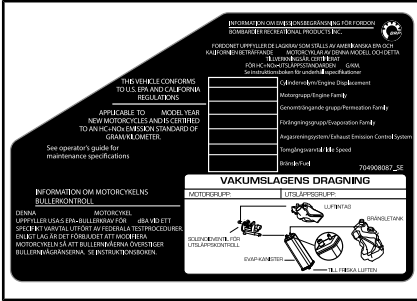 INFORMATION OM EMISSIONSBEGRÄNSNING FÖR FORDON
BOMBARDIER RECREATIONAL PRODUCTS INC.
FORDONET UPPFYLLER DE LAGKRAV SOM STÄLLS AV AMERIKANSKA EPA OCH
KALIFORNIEN BETRÄFFANDE MOTORCYKLAR AV DENNA MODELL OCH DETTA
TILLVERKNINGSÅR. CERTIFIERAT
FÖR HC+NOx-UTSLÄPPSSTANDARDEN G/KM.
Se instruktionsboken för underhållsspecifikationer
THIS VEHICLE CONFORMS
TO U.S. EPA AND CALIFORNIA
REGULATIONS
APPLICABLE TO MODEL YEAR
NEW MOTORCYCLES AND IS CERTIFIED
TO AN HC+NOx EMISSION STANDARD OF
GRAM/KILOMETER.
See operator's guide for
maintenance specifications
Cylindervolym/Engine Displacement
Motorgrupp/Engine Family
Genomträngande grupp/Permeation Family
Förångningsgrupp/Evaporation Family
Avgasreningssystem/Exhaust Emission Control System
Tomgångsvarvtal/Idle Speed
Bränsle/Fuel
704908087_SE
INFORMATION OM MOTORCYKELNS
BULLERKONTROLL
DENNA MOTORCYKEL
UPPFYLLER USA:S EPA-BULLERKRAV FÖR dBA VID ETT
SPECIFIKT VARVTAL UTFÖRT AV FEDERALA TESTPROCEDURER.
ENLIGT LAG ÄR DET FÖRBJUDET ATT MODIFIERA
MOTORCYKELN SÅ ATT BULLERNIVÅERNA ÖVERSTIGER
BULLERNIVÅGRÄNSERNA. SE INSTRUKTIONSBOKEN.
VAKUMSLAGENS DRAGNING
MOTORGRUPP: UTSLÄPPSGRUPP:
LUFTINTAG
BRÄNSLETANK
SOLENOIDVENTIL FÖR
UTSLÄPPSKONTROLL
EVAP-KANISTER
TILL FRISKA LUFTEN